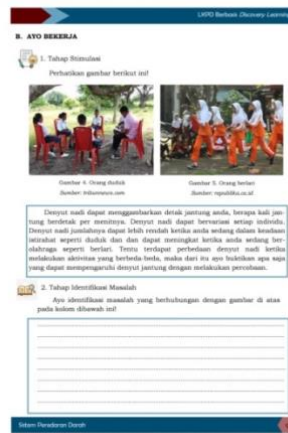 LKPD Berbasis Discovery Learning
B. AYO BEKERJA
1. Tahap Stimulasi
Perhatikan gambar berikut ini!
Gambar 4. Orang duduk
Gambar 5. Orang berlari
Sumber: tribunnews.com
Sumber: republika.co.id
Denyut nadi dapat menggambarkan detak jantung anda, berapa kali jan-
tung berdetak per menitnya. Denyut nadi dapat bervariasi setiap individu.
Denyut nadi jumlahnya dapat lebih rendah ketika anda sedang dalam keadaan
istirahat seperti duduk dan dan dapat meningkat ketika anda sedang ber-
olahraga seperti berlari. Tentu terdapat perbedaan denyut nadi ketika
melakukan aktivitas yang berbeda-beda, maka dari itu ayo buktikan apa saja
yang dapat mempengaruhi denyut jantung dengan melakukan percobaan.
2. Tahap Identifikasi Masalah
Ayo identifikasi masalah yang berhubungan dengan gambar di atas
pada kolom dibawah ini!
Sistem Peredaran Darah